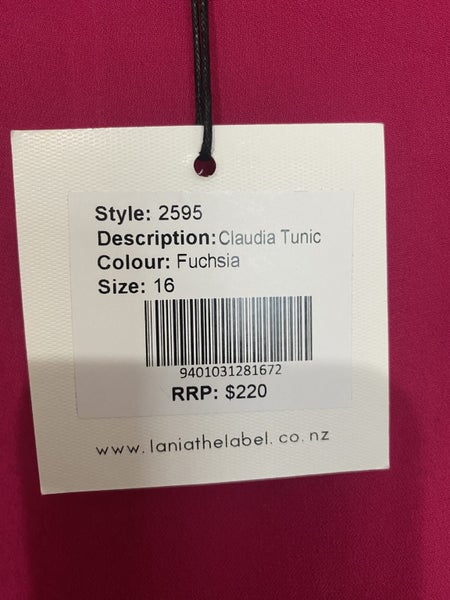 Style: 2595
Description: Claudia Tunic
Colour: Fuchsia
Size: 16
9401031281672
RRP: $220
www.laniathelabel.co.nz